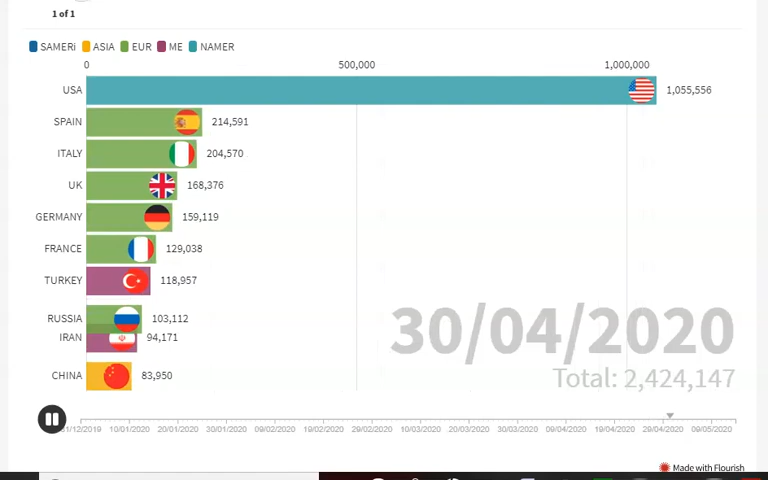 1 of 1
SAMERi ASIA EUR ME NAMER
0 500,000 1,000,000
USA 1,055,556
SPAIN 214,591
ITALY 204,570
UK 168,376
GERMANY 159,119
FRANCE 129,038
TURKEY 118,957
RUSSIA 103,112
IRAN 94,171
CHINA 83,950
30/04/2020
Total: 2,424,147
10/01/2020 20/01/2020 30/01/2020 09/02/2020 19/02/2020 29/02/2020 10/03/2020 20/03/2020 30/03/2020 09/04/2020 19/04/2020 29/04/2020 09/05/2020
Made with Flourish